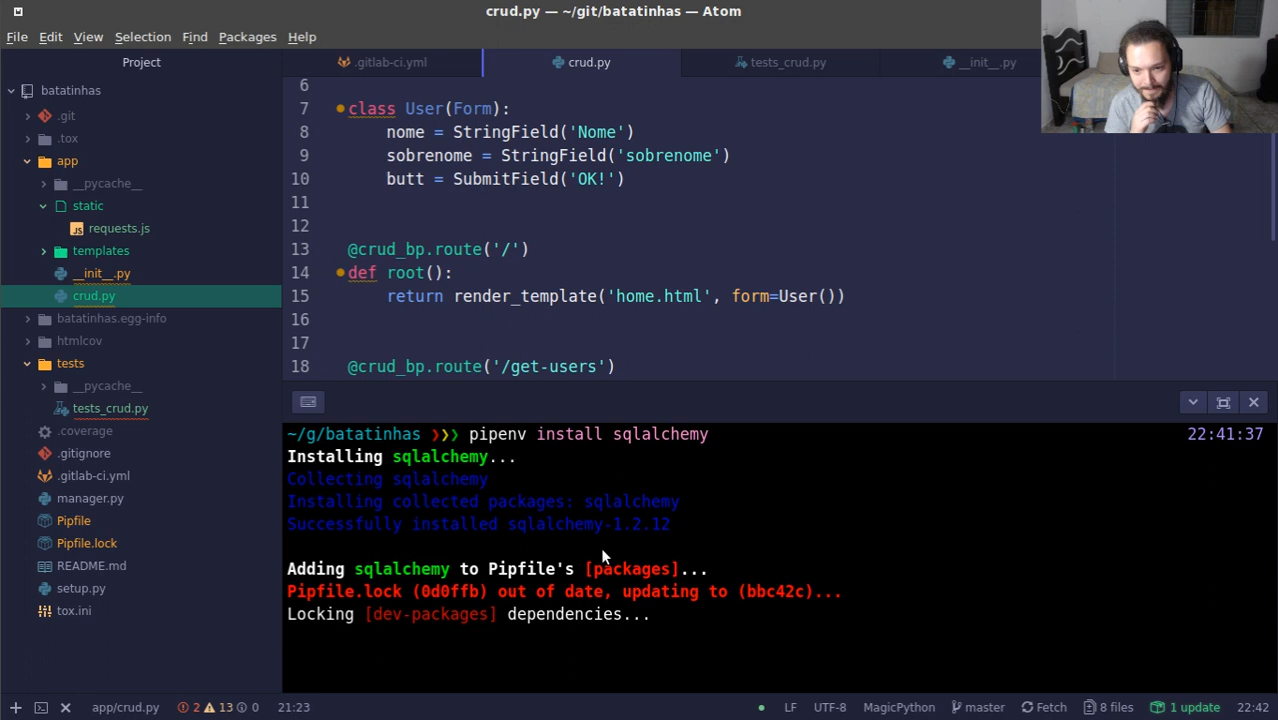 crud.py — ~/git/batatinhas — Atom
File Edit View Selection Find Packages Help
Project
.gitlab-ci.yml crud.py tests_crud.py __init__.py
batatinhas
.git
.tox
app
__pycache__
static
requests.js
templates
__init__.py
crud.py
batatinhas.egg-info
htmlcov
tests
__pycache__
tests_crud.py
.coverage
.gitignore
.gitlab-ci.yml
manager.py
Pipfile
Pipfile.lock
README.md
setup.py
tox.ini
6
7 class User(Form):
8 nome = StringField('Nome')
9 sobrenome = StringField('sobrenome')
10 butt = SubmitField('OK!')
11
12
13 @crud_bp.route('/')
14 def root():
15 return render_template('home.html', form=User())
16
17
18 @crud_bp.route('/get-users')
~/g/batatinhas ❯❯❯ pipenv install sqlalchemy 22:41:37
Installing sqlalchemy...
Collecting sqlalchemy
Installing collected packages: sqlalchemy
Successfully installed sqlalchemy-1.2.12
Adding sqlalchemy to Pipfile's [packages]...
Pipfile.lock (0d0ffb) out of date, updating to (bbc42c)...
Locking [dev-packages] dependencies...
app/crud.py 2 13 0 21:23 LF UTF-8 MagicPython master Fetch 8 files 1 update 22:42